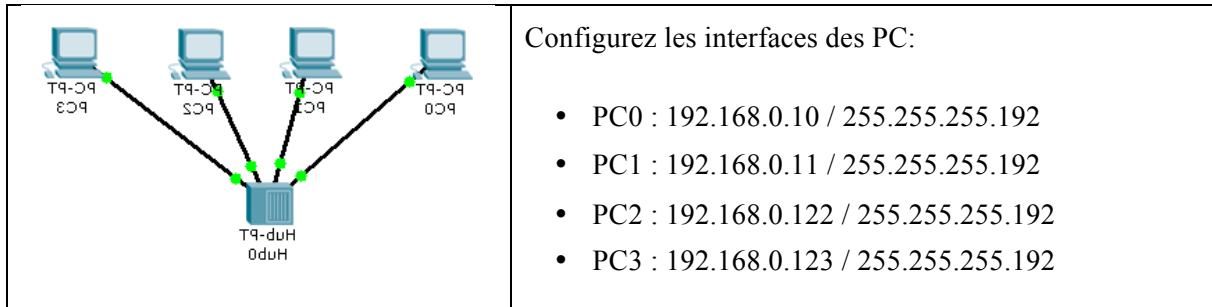 PC-PT
PC3
PC-PT
PC2
PC-PT
PC1
PC-PT
PC0
Hub-PT
Hub0
Configurez les interfaces des PC:
• PC0 : 192.168.0.10 / 255.255.255.192
• PC1 : 192.168.0.11 / 255.255.255.192
• PC2 : 192.168.0.122 / 255.255.255.192
• PC3 : 192.168.0.123 / 255.255.255.192